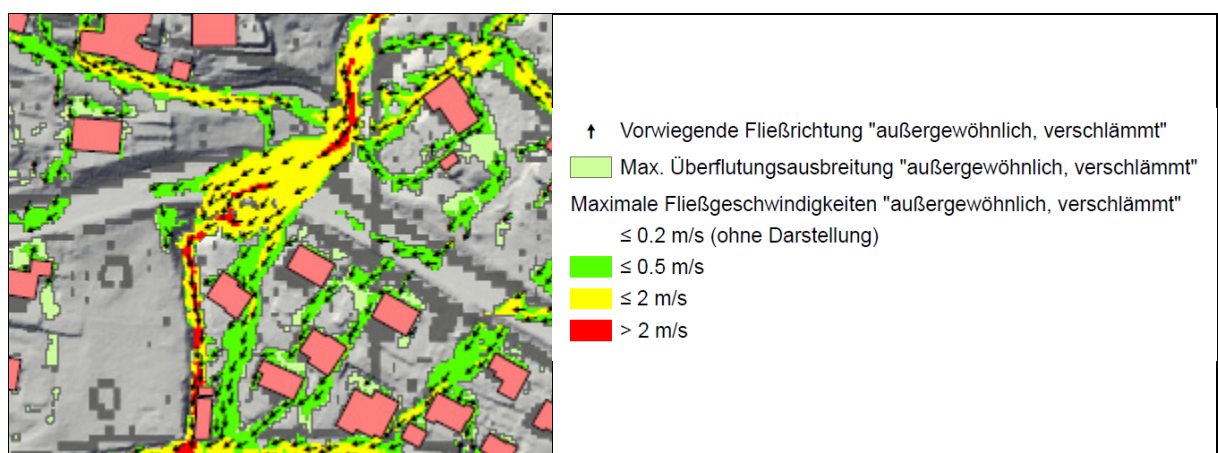 Vorwiegende Fließrichtung "außergewöhnlich, verschlämmt"
Max. Überflutungsausbreitung "außergewöhnlich, verschlämmt"
Maximale Fließgeschwindigkeiten "außergewöhnlich, verschlämmt"
≤ 0.2 m/s (ohne Darstellung)
≤ 0.5 m/s
≤ 2 m/s
> 2 m/s